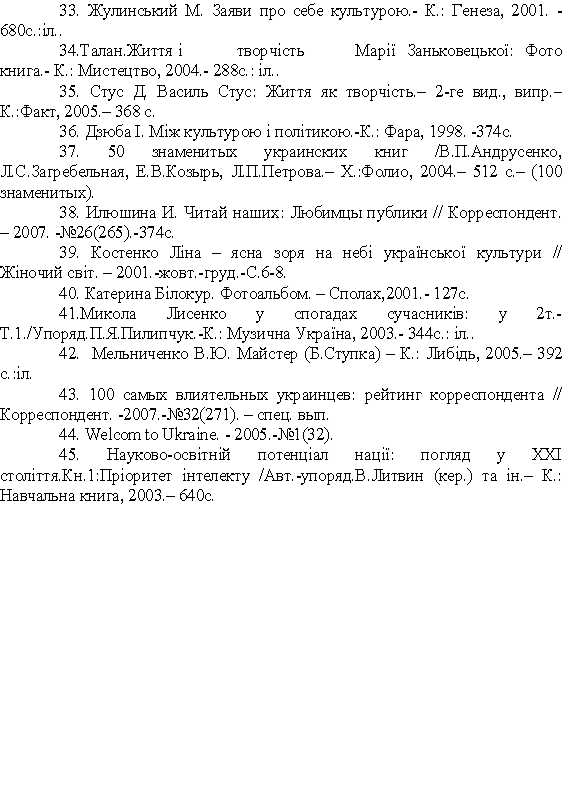 33. Жулинський М. Заяви про себе культурою.- К.: Генеза, 2001. -
680с.:іл..
34.Талан.Життя і творчість Марії Заньковецької: Фото
книга.- К.: Мистецтво, 2004.- 288с.: іл..
35. Стус Д. Василь Стус: Життя як творчість.– 2-ге вид., випр.–
К.:Факт, 2005.– 368 с.
36. Дзюба І. Між культурою і політикою.-К.: Фара, 1998. -374с.
37. 50 знаменитых украинских книг /В.П.Андрусенко,
Л.С.Загребельная, Е.В.Козырь, Л.П.Петрова.– Х.:Фолио, 2004.– 512 с.– (100
знаменитых).
38. Илюшина И. Читай наших: Любимцы публики // Корреспондент.
– 2007. -№26(265).-374с.
39. Костенко Ліна – ясна зоря на небі української культури //
Жіночий світ. – 2001.-жовт.-груд.-С.6-8.
40. Катерина Білокур. Фотоальбом. – Сполах,2001.- 127с.
41.Микола Лисенко у спогадах сучасників: у 2т.-
Т.1./Упоряд.П.Я.Пилипчук.-К.: Музична Україна, 2003.- 344с.: іл..
42. Мельниченко В.Ю. Майстер (Б.Ступка) – К.: Либідь, 2005.– 392
с.:іл.
43. 100 самых влиятельных украинцев: рейтинг корреспондента //
Корреспондент. -2007.-№32(271). – спец. вып.
44. Welcom to Ukraine. - 2005.-№1(32).
45. Науково-освітній потенціал нації: погляд у ХХІ
століття.Кн.1:Пріоритет інтелекту /Авт.-упоряд.В.Литвин (кер.) та ін.– К.:
Навчальна книга, 2003.– 640с.